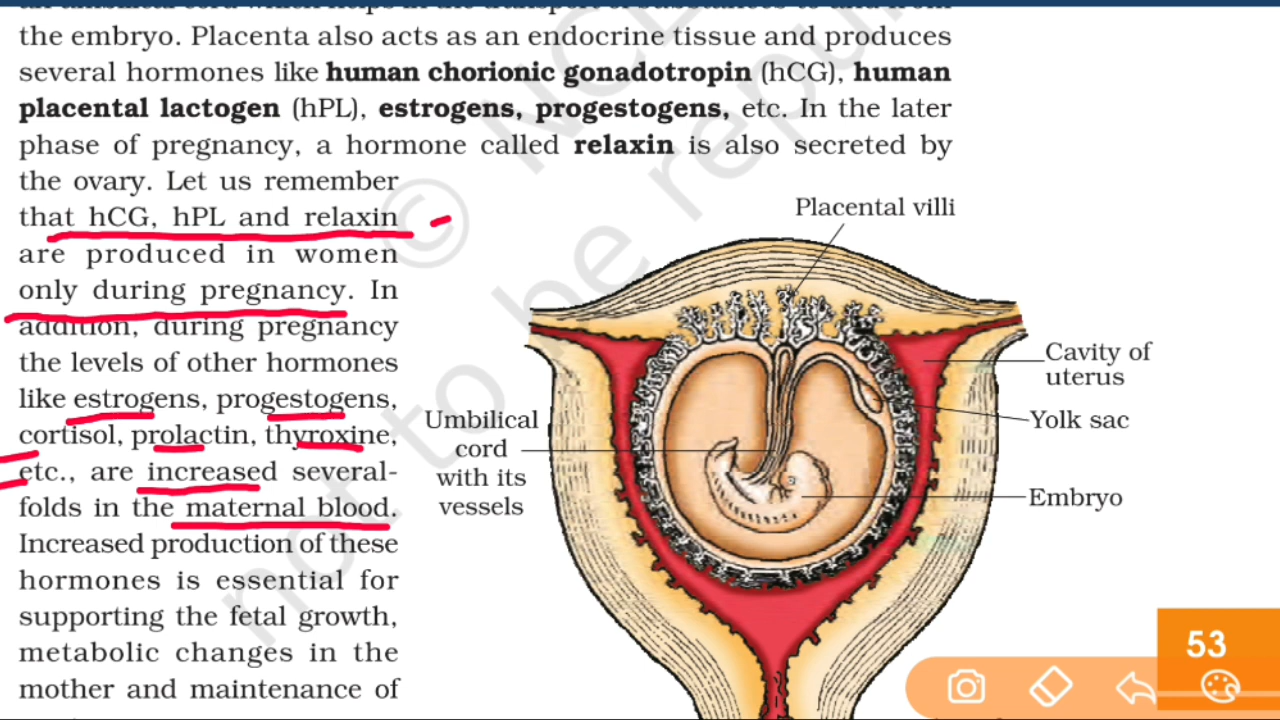 the embryo. Placenta also acts as an endocrine tissue and produces
several hormones like human chorionic gonadotropin (hCG), human
placental lactogen (hPL), estrogens, progestogens, etc. In the later
phase of pregnancy, a hormone called relaxin is also secreted by
the ovary. Let us remember
that hCG, hPL and relaxin
are produced in women
only during pregnancy. In
addition, during pregnancy
the levels of other hormones
like estrogens, progestogens,
cortisol, prolactin, thyroxine,
etc., are increased several-
folds in the maternal blood.
Increased production of these
hormones is essential for
supporting the fetal growth,
metabolic changes in the
mother and maintenance of
Placental villi
Cavity of
uterus
Yolk sac
Umbilical
cord
with its
vessels
Embryo
53
©
not to be repu